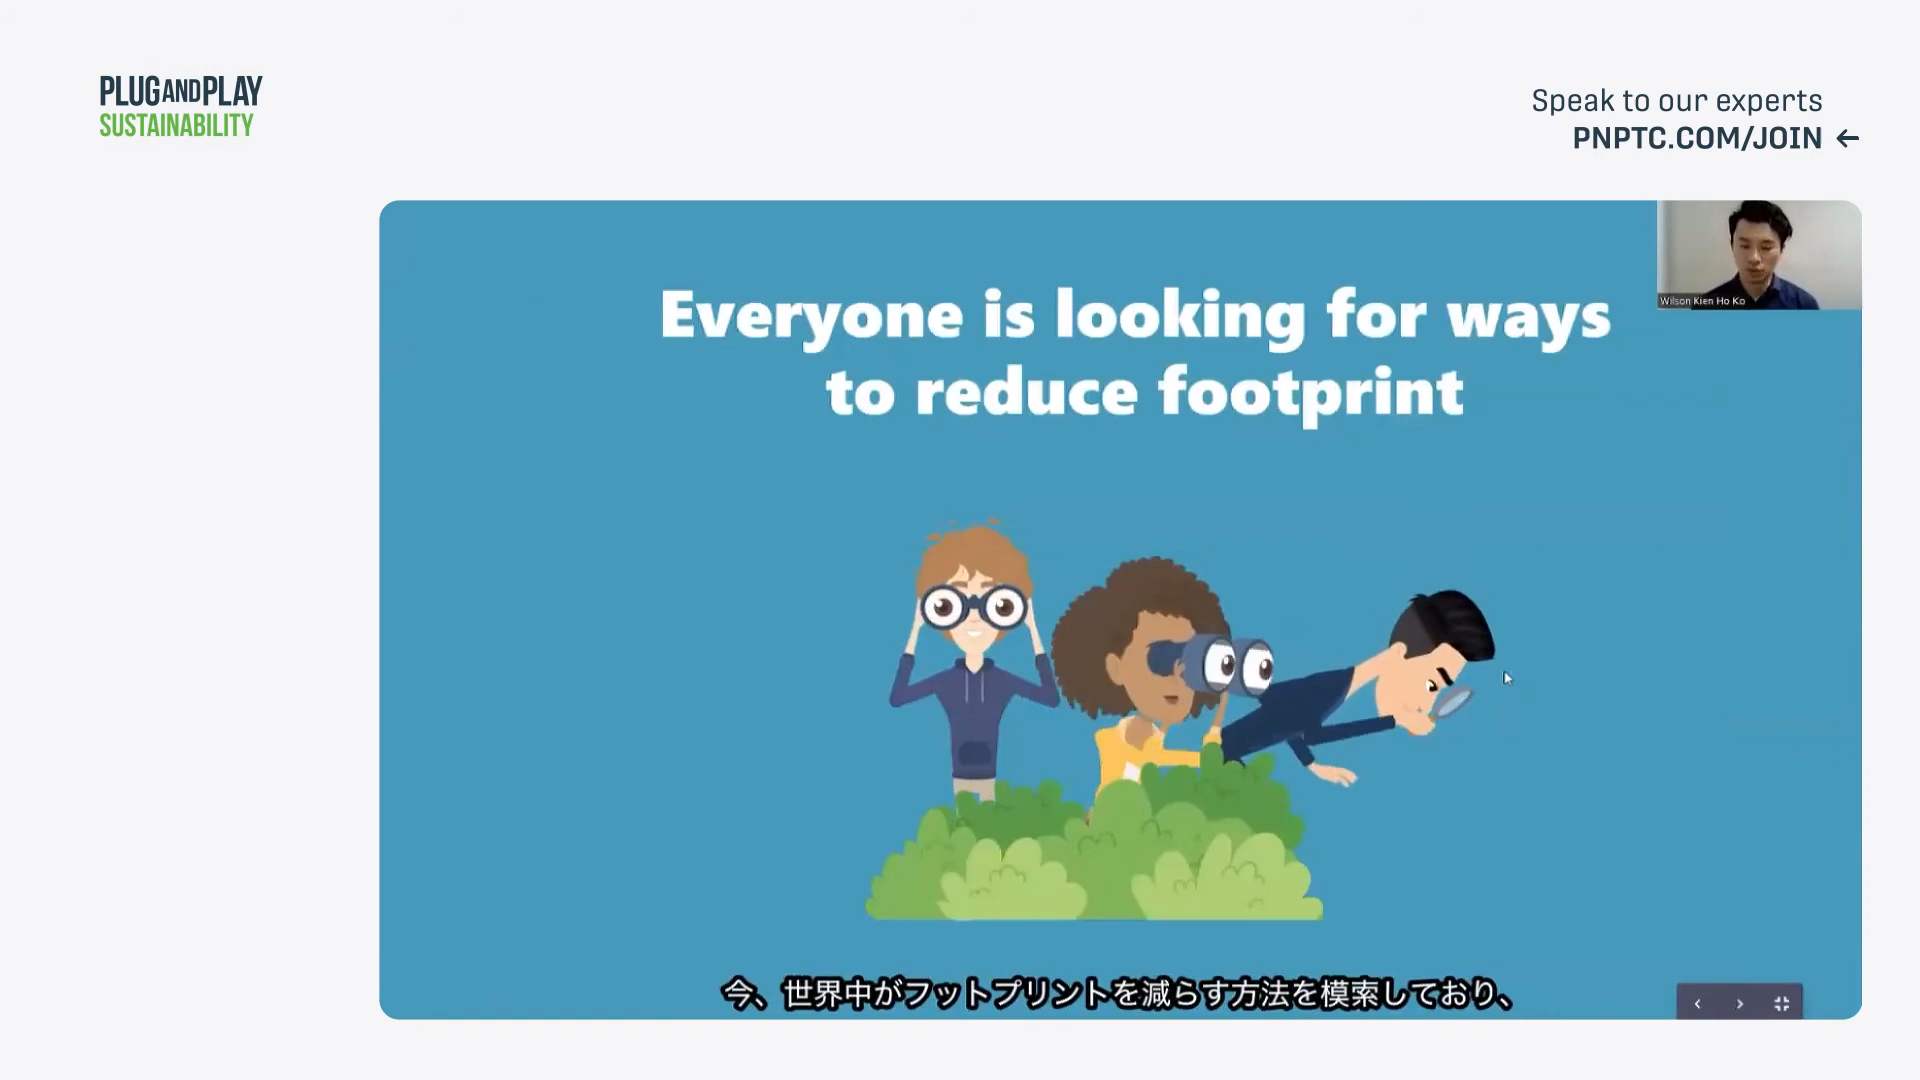 PLUGANDPLAY
SUSTAINABILITY
Speak to our experts
PNPTC.COM/JOIN ←
Everyone is looking for ways
to reduce footprint
Wilson Kien Ho Ko
今、世界中がフットプリントを減らす方法を模索しており、